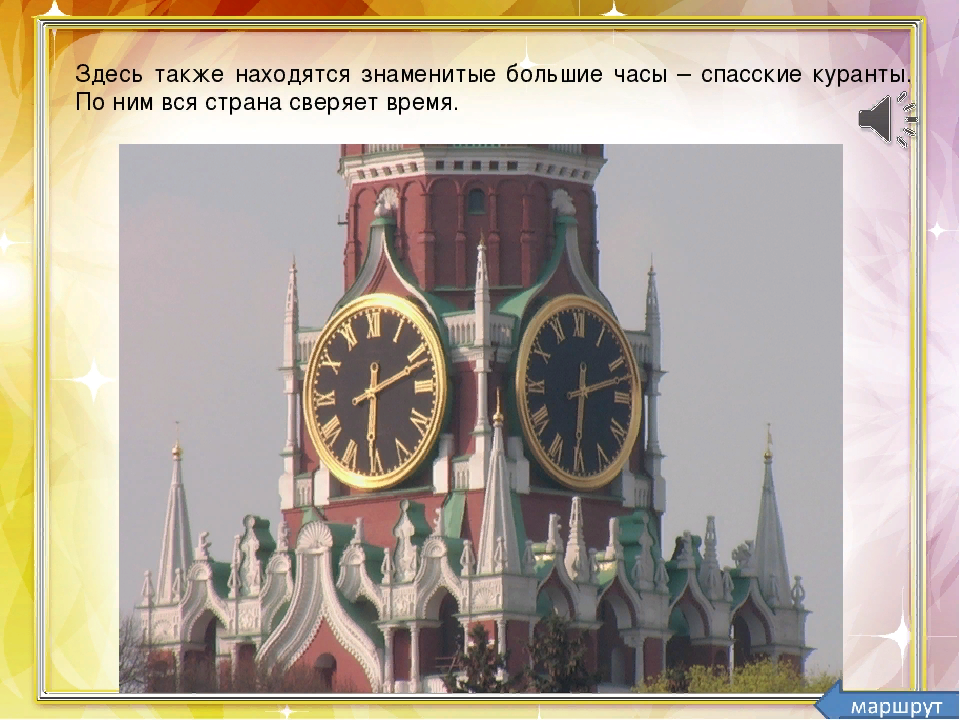 Здесь также находятся знаменитые большие часы – спасские куранты.
По ним вся страна сверяет время.
маршрут